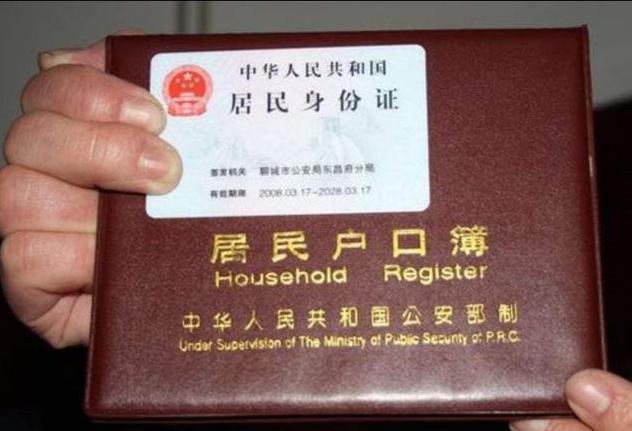 中华人民共和国
居民身份证
签发机关 聊城市公安局东昌府分局
有效期限 2008.03.17-2028.03.17
居民户口簿
Household Register
中华人民共和国公安部制
Under Supervision of The Ministry of Public Security of P.R.C.